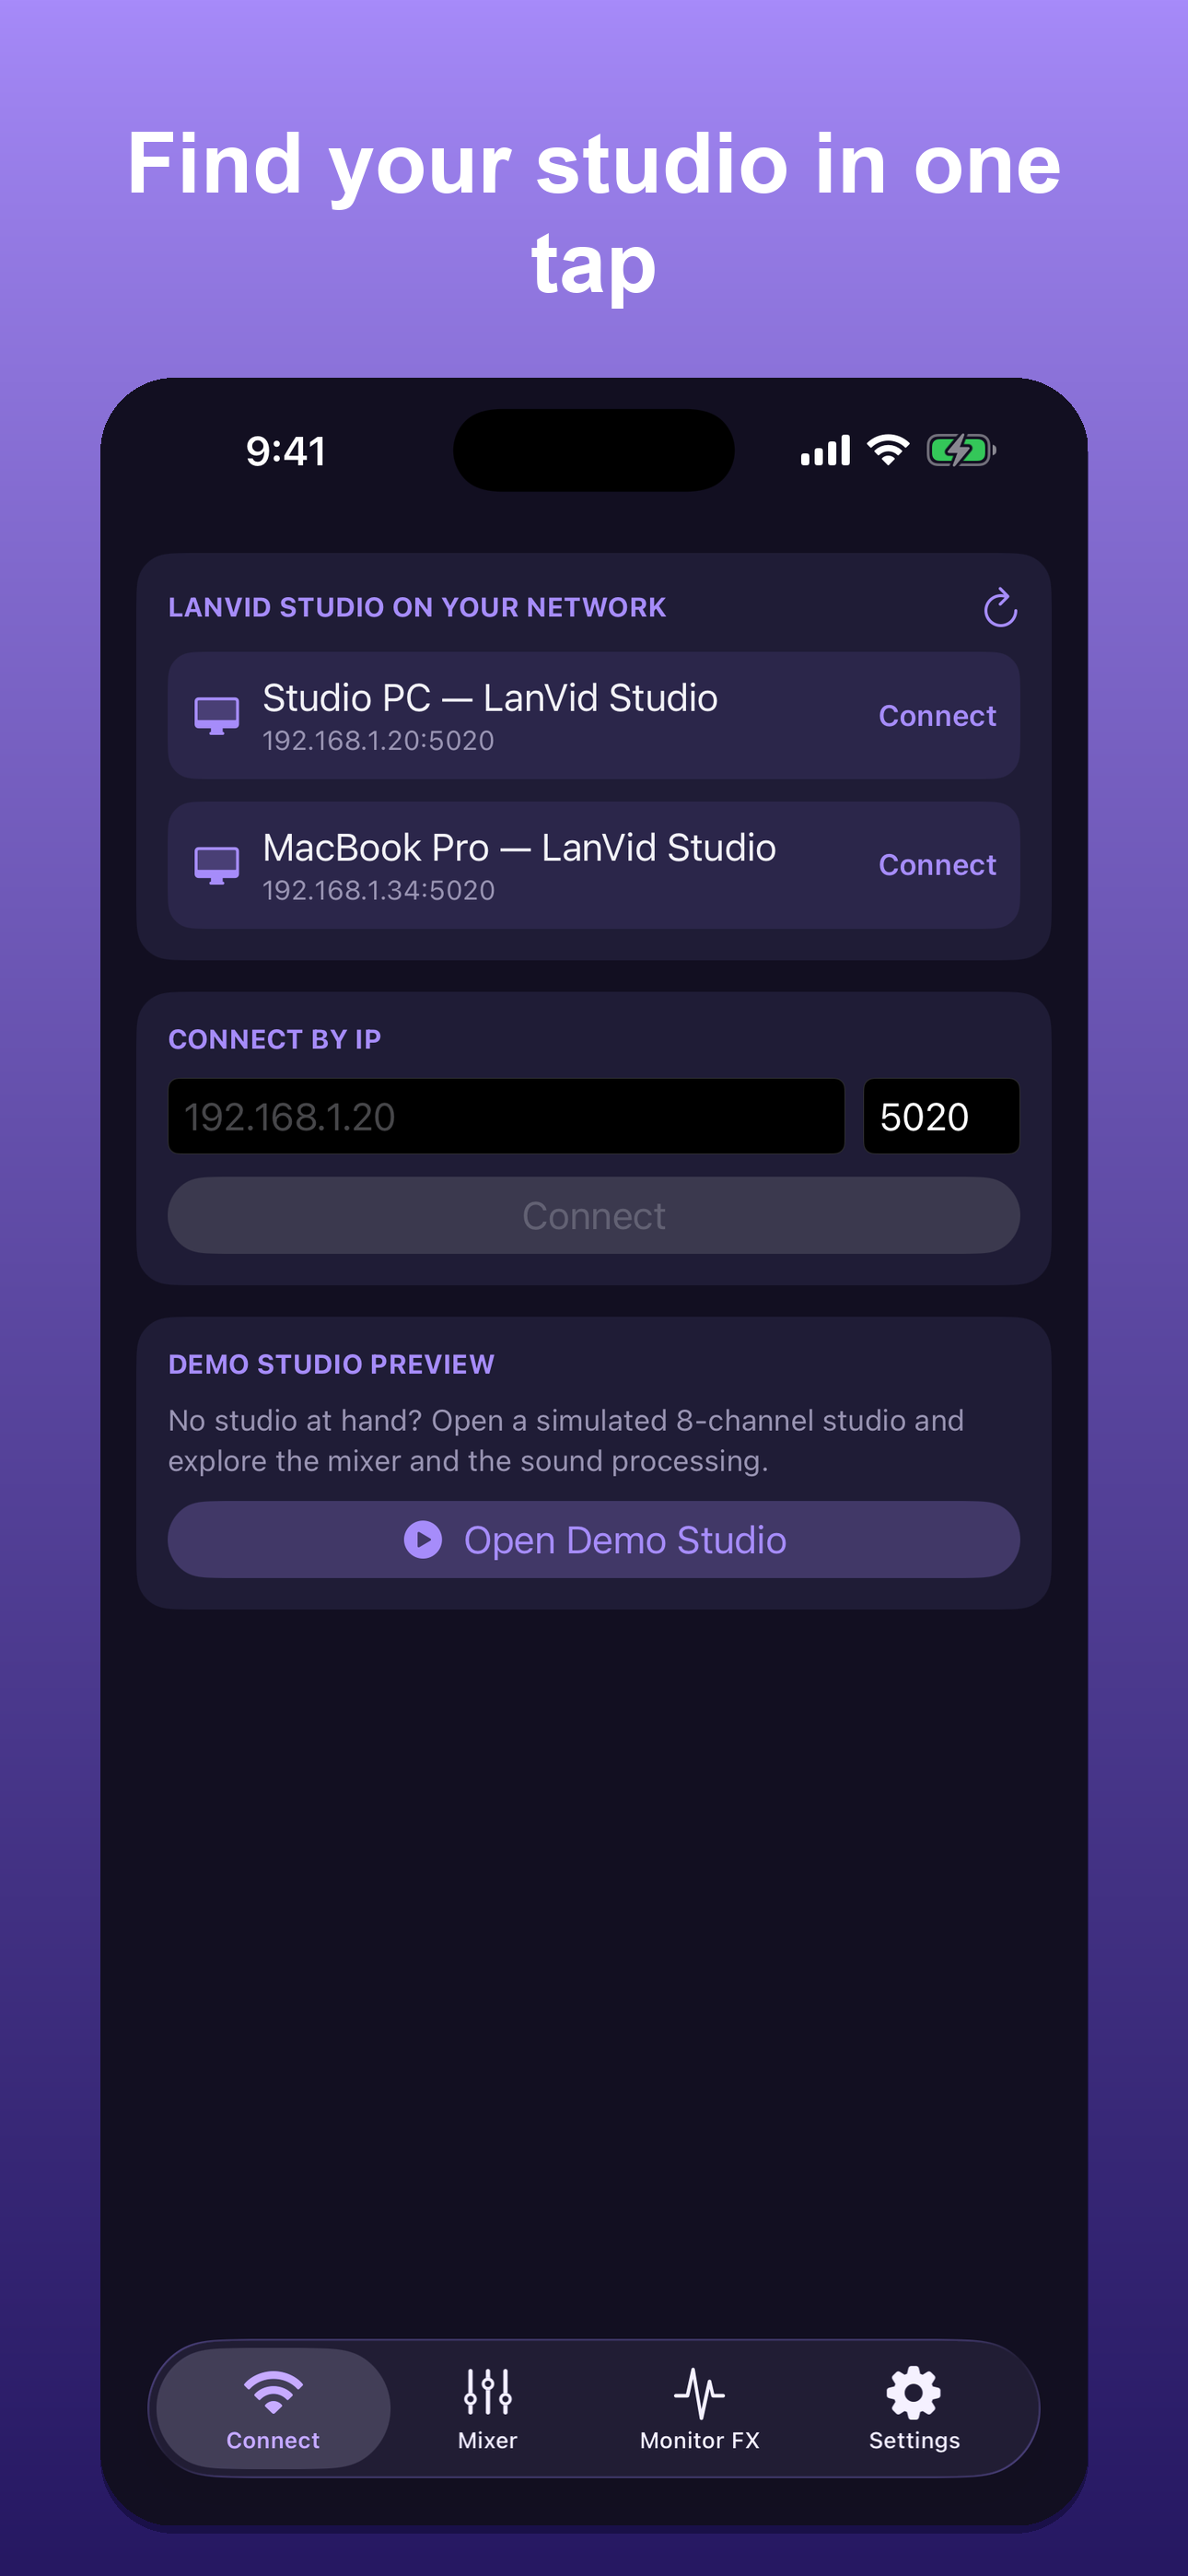 Find your studio in one
tap
9:41
LANVID STUDIO ON YOUR NETWORK
Studio PC — LanVid Studio
192.168.1.20:5020
Connect
MacBook Pro — LanVid Studio
192.168.1.34:5020
Connect
CONNECT BY IP
192.168.1.20
5020
Connect
DEMO STUDIO PREVIEW
No studio at hand? Open a simulated 8-channel studio and
explore the mixer and the sound processing.
Open Demo Studio
Connect
Mixer
Monitor FX
Settings